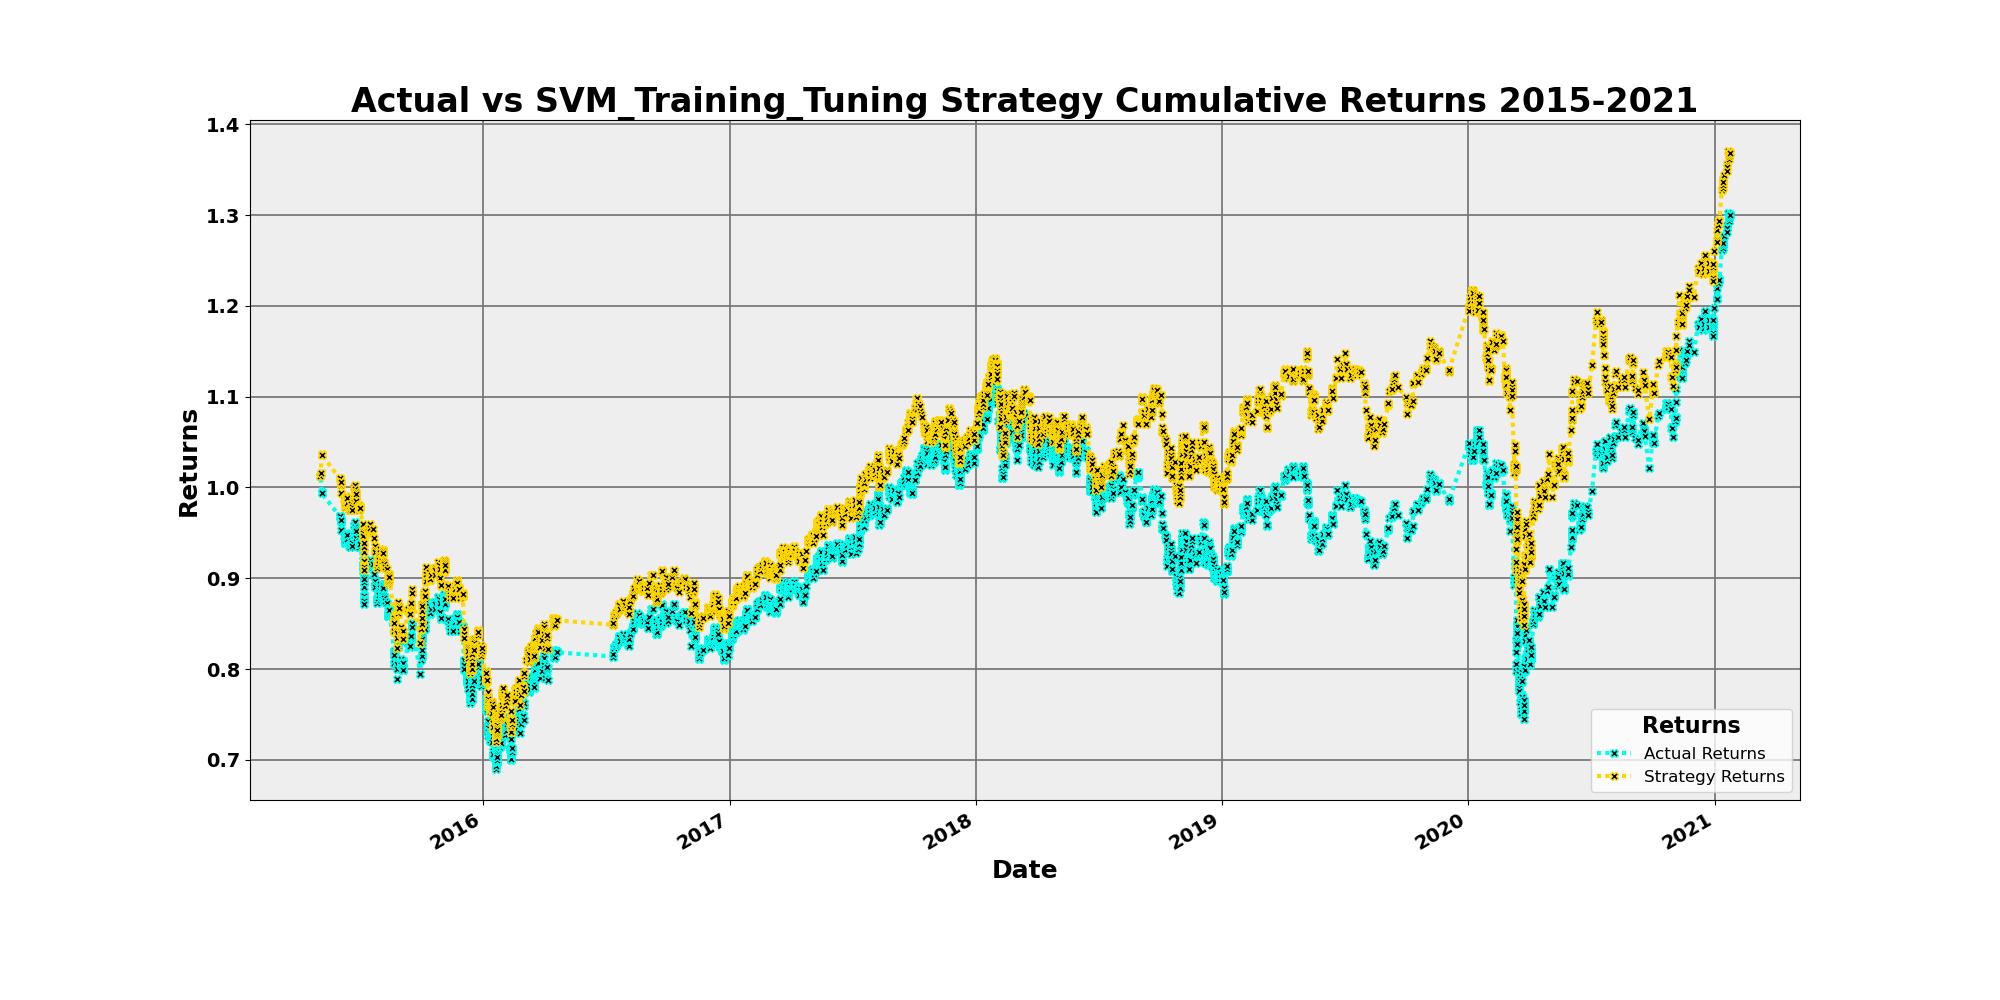 Actual vs SVM_Training_Tuning Strategy Cumulative Returns 2015-2021
1.4
1.3
1.2
1.1
1.0
0.9
0.8
0.7
Returns
2016
2017
2018
2019
2020
2021
Date
Returns
Actual Returns
Strategy Returns